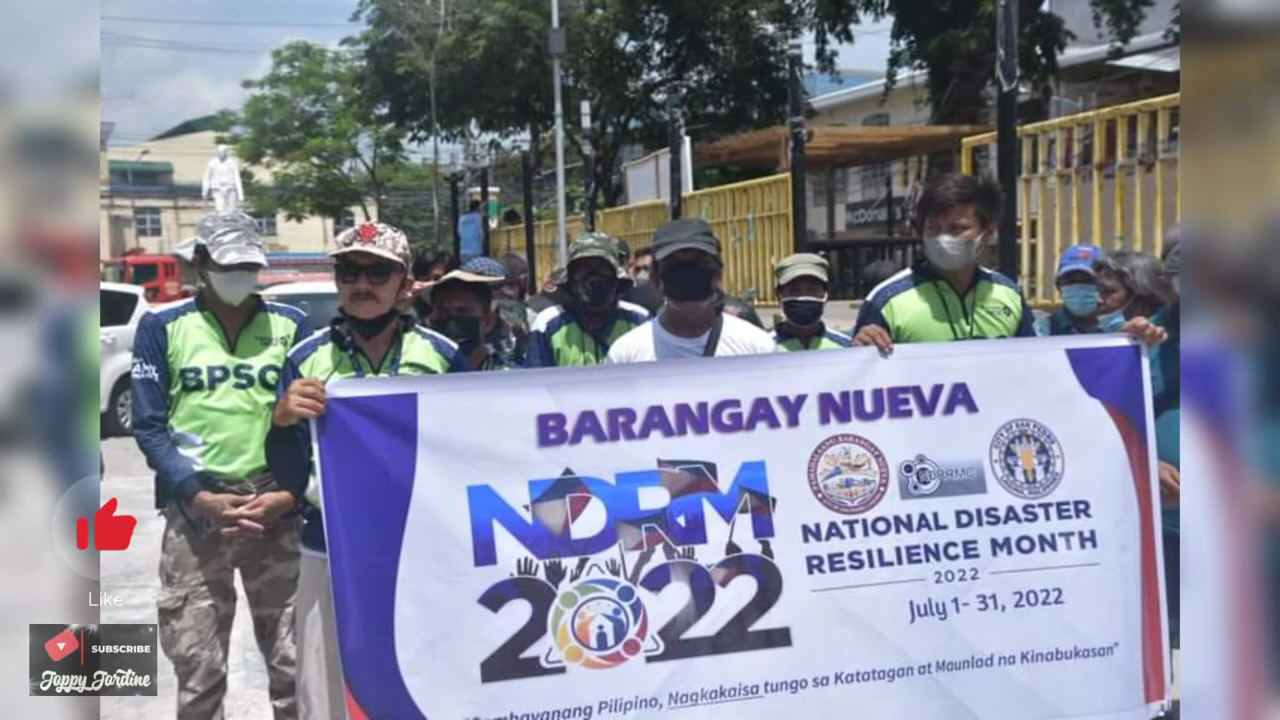 BPSO
BARANGAY NUEVA
NDRM
2022
NATIONAL DISASTER
RESILIENCE MONTH
2022
July 1- 31, 2022
Pilipino, Nagkakaisa tungo sa Katatagan at Maunlad na Kinabukasan"
McDonald's
Like
SUBSCRIBE
Jappy Jardine